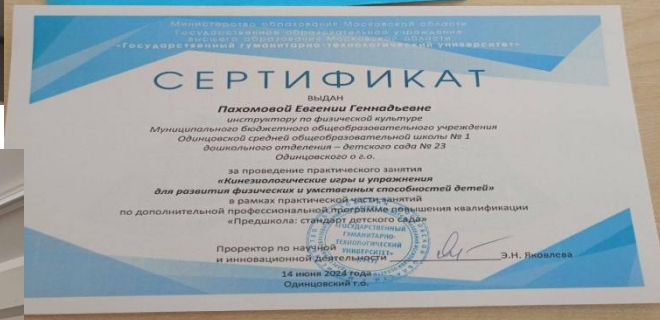 Министерство образования Московской области
Государственное образовательное учреждение
высшего образования Московской области
«Государственный гуманитарно-технологический университет»
СЕРТИФИКАТ
ВЫДАН
Пахомовой Евгении Геннадьевне
инструктору по физической культуре
Муниципального бюджетного общеобразовательного учреждения
Одинцовской средней общеобразовательной школы № 1
дошкольного отделения – детского сада № 23
Одинцовского г.о.
за проведение практического занятия
«Кинезиологические игры и упражнения
для развития физических и умственных способностей детей»
в рамках практической части занятий
по дополнительной профессиональной программе повышения квалификации
«Предшкола: стандарт детского сада»
«ГОСУДАРСТВЕННЫЙ
ГУМАНИТАРНО-
ТЕХНОЛОГИЧЕСКИЙ
УНИВЕРСИТЕТ»
Проректор по научной
и инновационной деятельности
Э.Н. Яковлева
14 июня 2024 года
Одинцовский г.о.